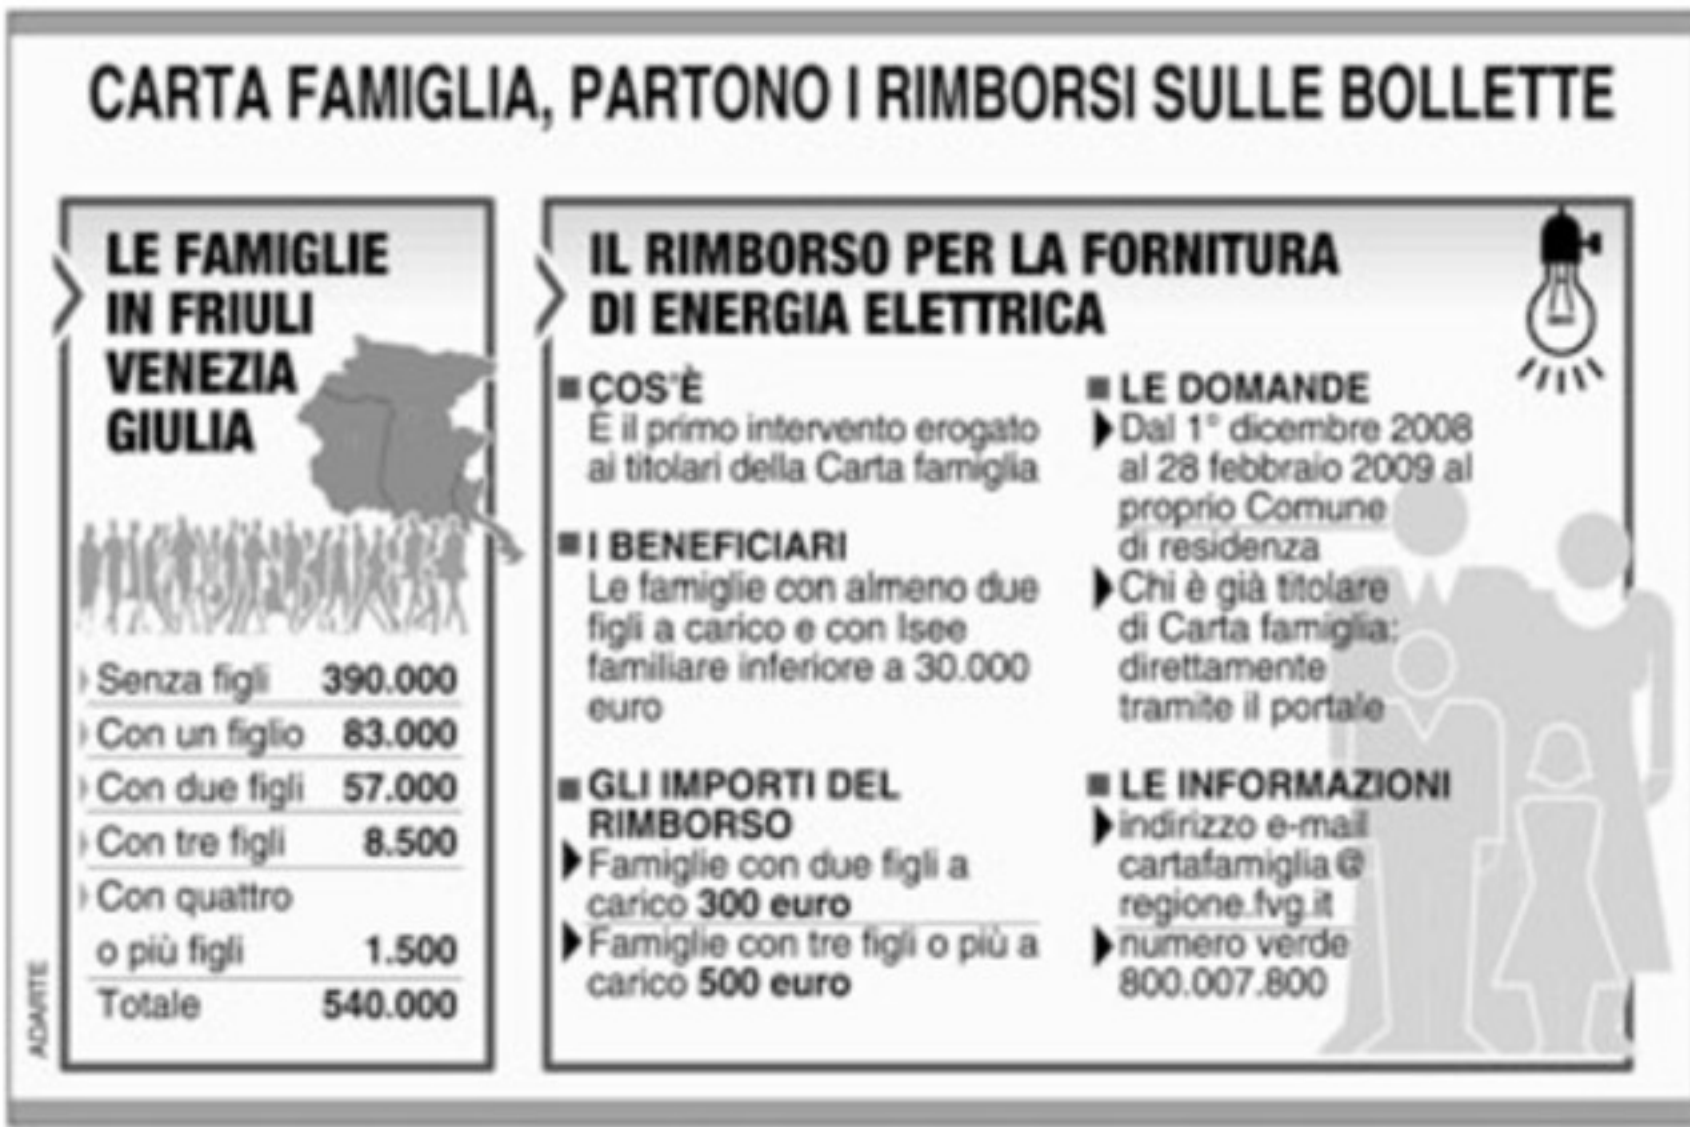 CARTA FAMIGLIA, PARTONO I RIMBORSI SULLE BOLLETTE
LE FAMIGLIE
IN FRIULI
VENEZIA
GIULIA
Senza figli 390.000
Con un figlio 83.000
Con due figli 57.000
Con tre figli 8.500
Con quattro
o più figli 1.500
Totale 540.000
ADARTE
IL RIMBORSO PER LA FORNITURA
DI ENERGIA ELETTRICA
COS'È
È il primo intervento erogato
ai titolari della Carta famiglia
I BENEFICIARI
Le famiglie con almeno due
figli a carico e con Isee
familiare inferiore a 30.000
euro
GLI IMPORTI DEL
RIMBORSO
Famiglie con due figli a
carico 300 euro
Famiglie con tre figli o più a
carico 500 euro
LE DOMANDE
Dal 1° dicembre 2008
al 28 febbraio 2009 al
proprio Comune
di residenza
Chi è già titolare
di Carta famiglia:
direttamente
tramite il portale
LE INFORMAZIONI
indirizzo e-mail
cartafamiglia@
regione.fvg.it
numero verde
800.007.800